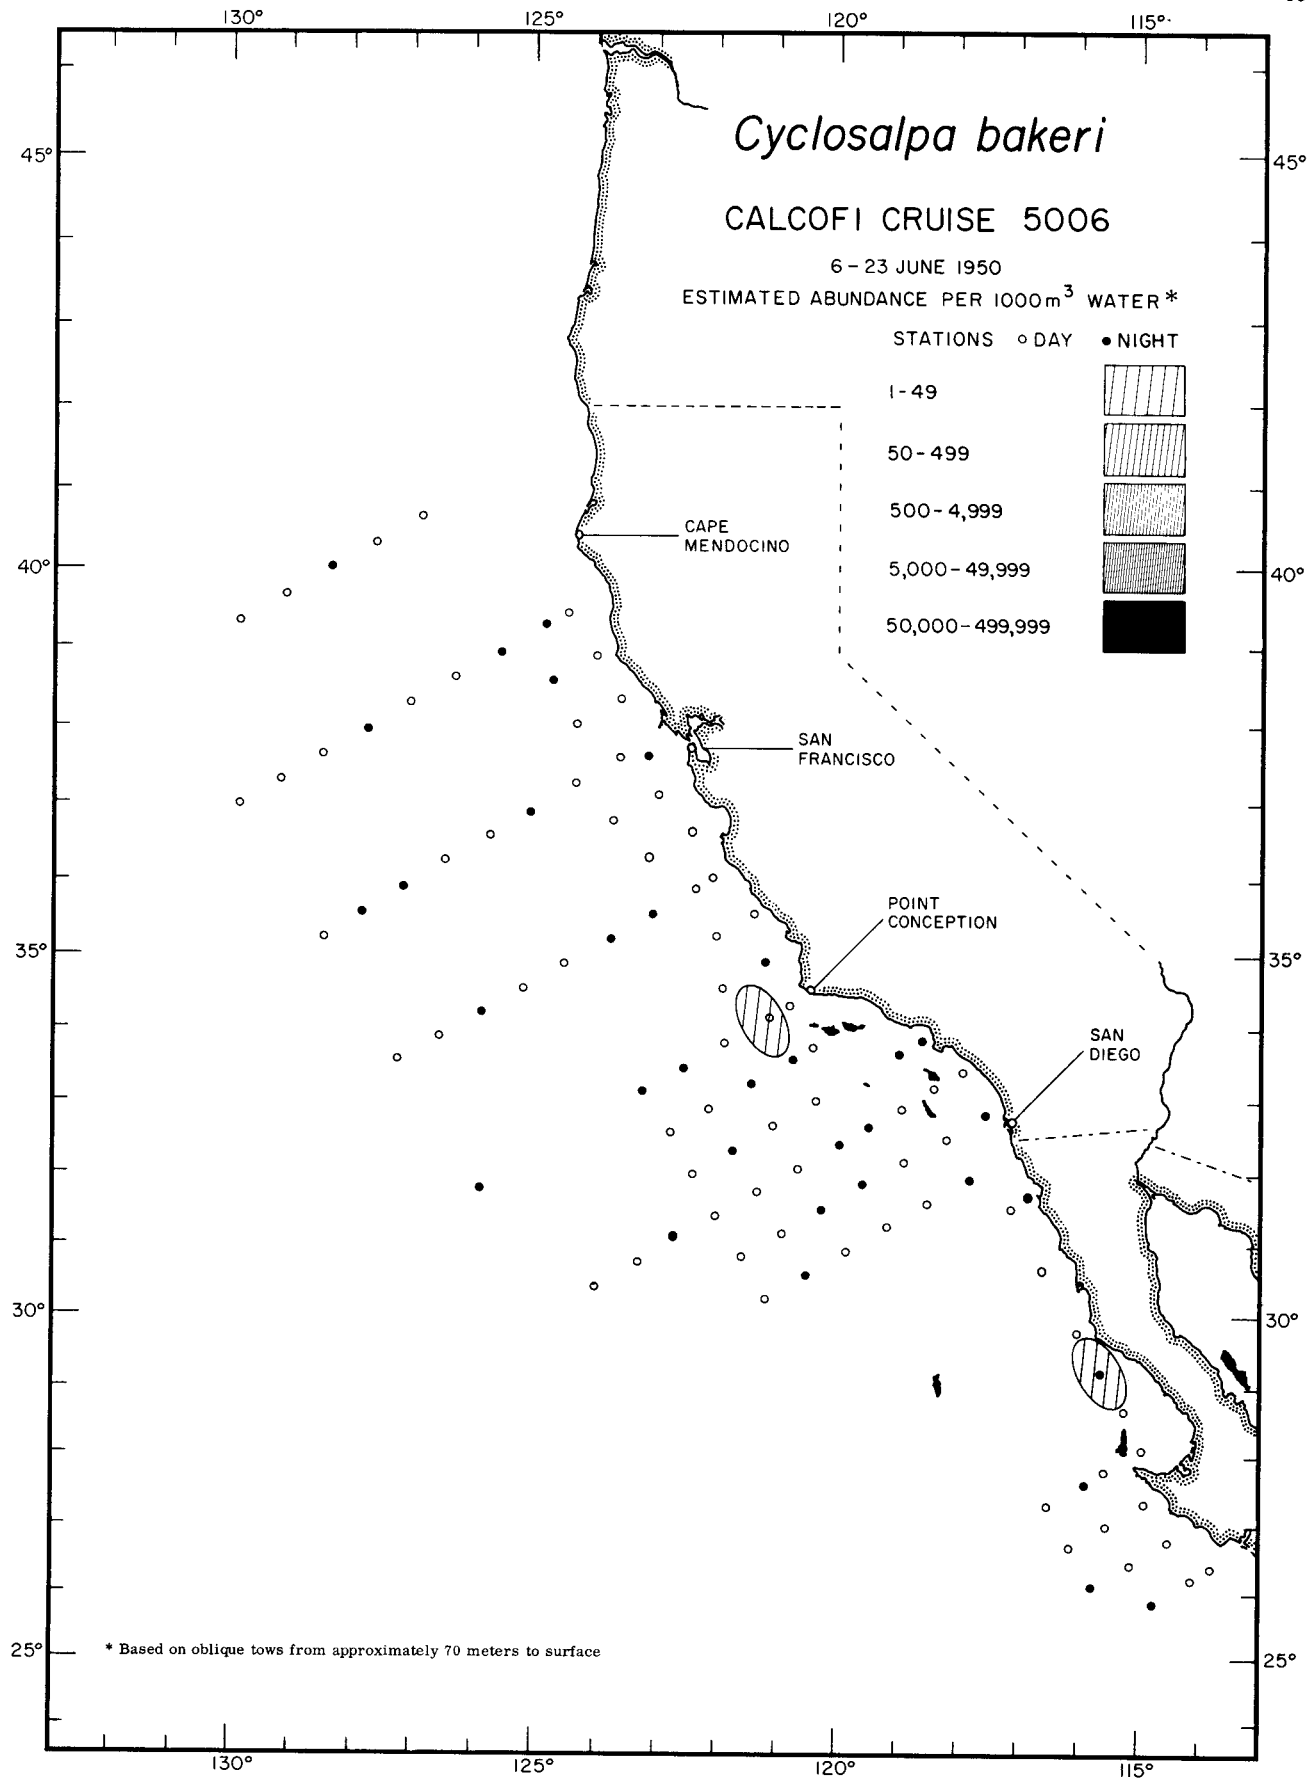 130° 125° 120° 115°
Cyclosalpa bakeri
45° 45°
CALCOFI CRUISE 5006
6-23 JUNE 1950
ESTIMATED ABUNDANCE PER 1000m³ WATER*
STATIONS ○ DAY ● NIGHT
1-49
50-499
500-4,999
5,000-49,999
50,000-499,999
CAPE
MENDOCINO
40° 40°
SAN
FRANCISCO
POINT
CONCEPTION
35° 35°
SAN
DIEGO
30° 30°
* Based on oblique tows from approximately 70 meters to surface
25° 25°
130° 125° 120° 115°